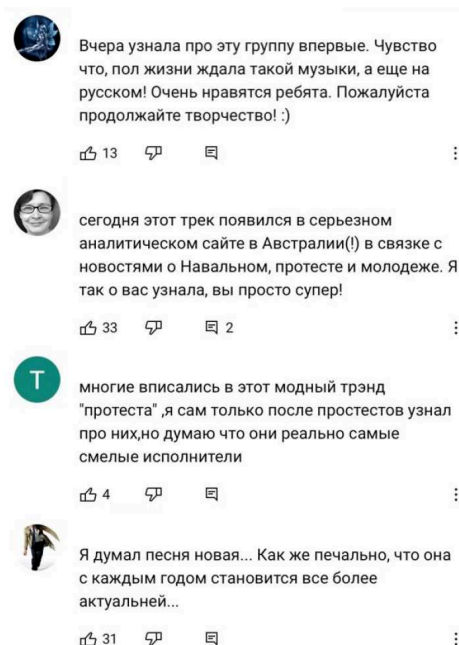 Вчера узнала про эту группу впервые. Чувство
что, пол жизни ждала такой музыки, а еще на
русском! Очень нравятся ребята. Пожалуйста
продолжайте творчество! :)
13
сегодня этот трек появился в серьезном
аналитическом сайте в Австралии(!) в связке с
новостями о Навальном, протесте и молодеже. Я
так о вас узнала, вы просто супер!
33 2
T
многие вписались в этот модный трэнд
"протеста" ,я сам только после простестов узнал
про них,но думаю что они реально самые
смелые исполнители
4
Я думал песня новая... Как же печально, что она
с каждым годом становится все более
актуальней...
31